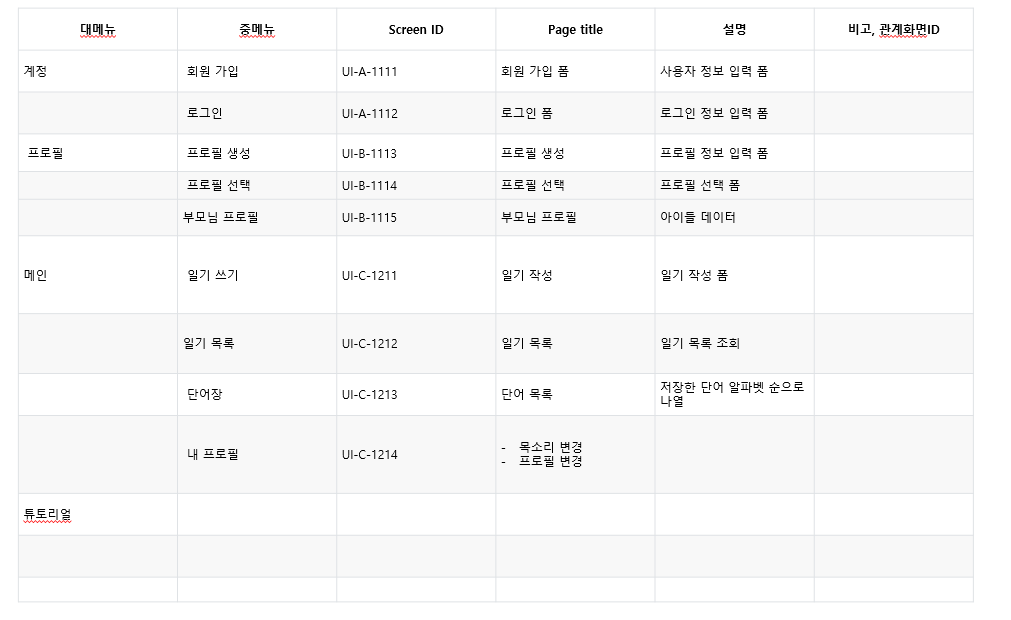 대메뉴 중메뉴 Screen ID Page title 설명 비고, 관계화면ID
계정 회원 가입 UI-A-1111 회원 가입 폼 사용자 정보 입력 폼
로그인 UI-A-1112 로그인 폼 로그인 정보 입력 폼
프로필 프로필 생성 UI-B-1113 프로필 생성 프로필 정보 입력 폼
프로필 선택 UI-B-1114 프로필 선택 프로필 선택 폼
부모님 프로필 UI-B-1115 부모님 프로필 아이들 데이터
메인 일기 쓰기 UI-C-1211 일기 작성 일기 작성 폼
일기 목록 UI-C-1212 일기 목록 일기 목록 조회
단어장 UI-C-1213 단어 목록 저장한 단어 알파벳 순으로
나열
내 프로필 UI-C-1214 - 목소리 변경
- 프로필 변경
튜토리얼